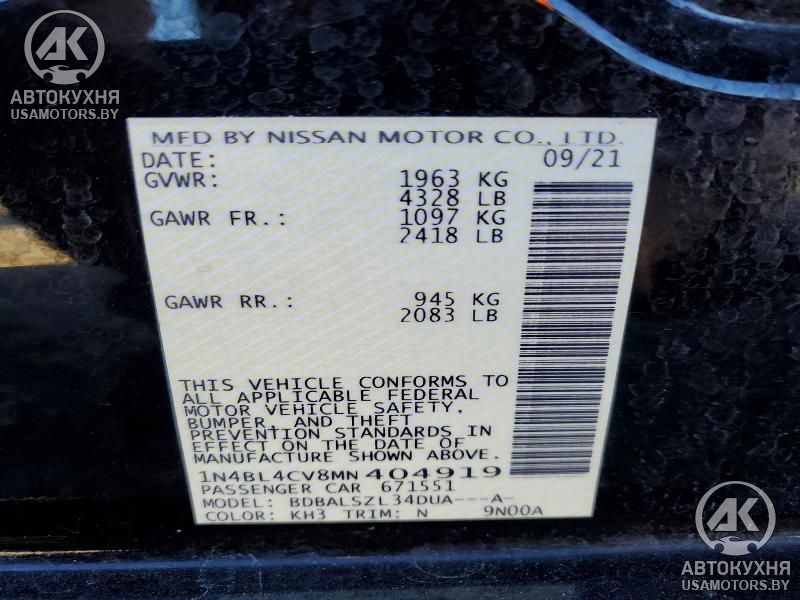 AK
АВТОКУХНЯ
USAMOTORS.BY
MFD BY NISSAN MOTOR CO., LTD.
DATE: 09/21
GVWR: 1963 KG
4328 LB
GAWR FR.: 1097 KG
2418 LB
GAWR RR.: 945 KG
2083 LB
THIS VEHICLE CONFORMS TO
ALL APPLICABLE FEDERAL
MOTOR VEHICLE SAFETY,
BUMPER, AND THEFT
PREVENTION STANDARDS IN
EFFECT ON THE DATE OF
MANUFACTURE SHOWN ABOVE.
1N4BL4CV8MN404919
PASSENGER CAR 671551
MODEL: BDBALSZL34DUA---A-
COLOR: KH3 TRIM: N 9N00A
AK
АВТОКУХНЯ
USAMOTORS.BY